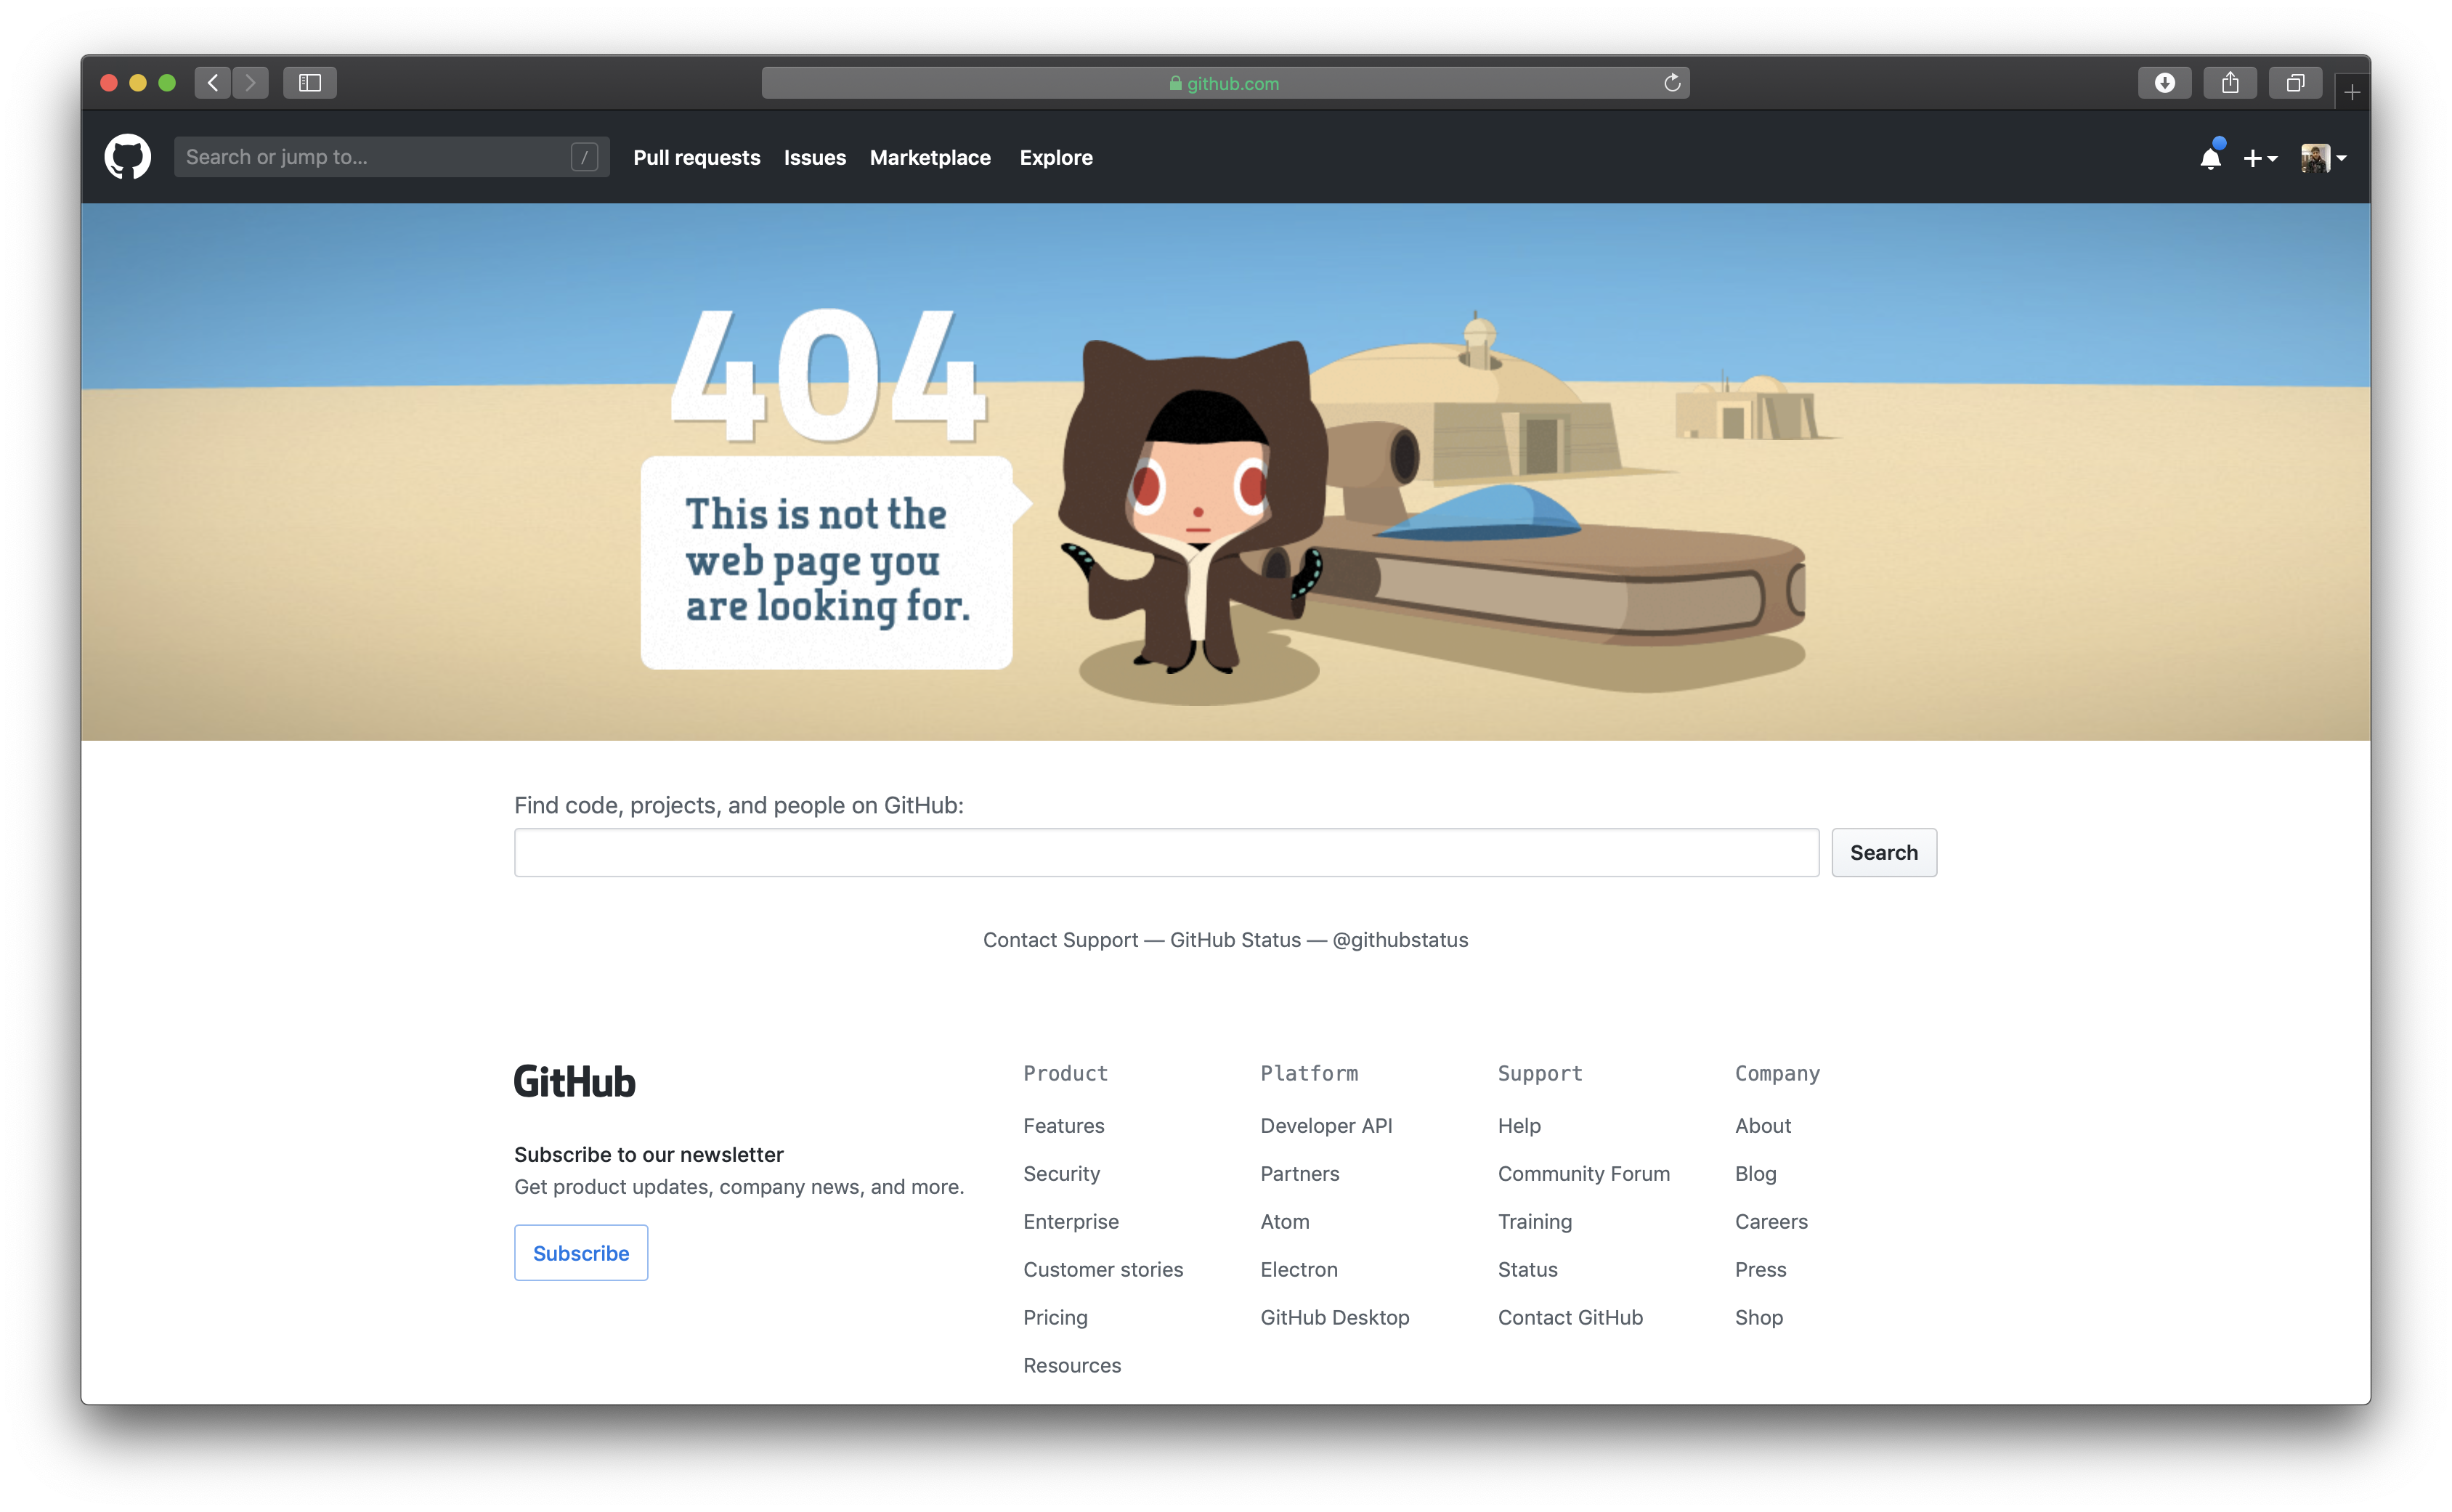 github.com
Search or jump to... /
Pull requests Issues Marketplace Explore
404
This is not the
web page you
are looking for.
Find code, projects, and people on GitHub:
Search
Contact Support — GitHub Status — @githubstatus
GitHub
Subscribe to our newsletter
Get product updates, company news, and more.
Subscribe
Product
Features
Security
Enterprise
Customer stories
Pricing
Resources
Platform
Developer API
Partners
Atom
Electron
GitHub Desktop
Support
Help
Community Forum
Training
Status
Contact GitHub
Company
About
Blog
Careers
Press
Shop